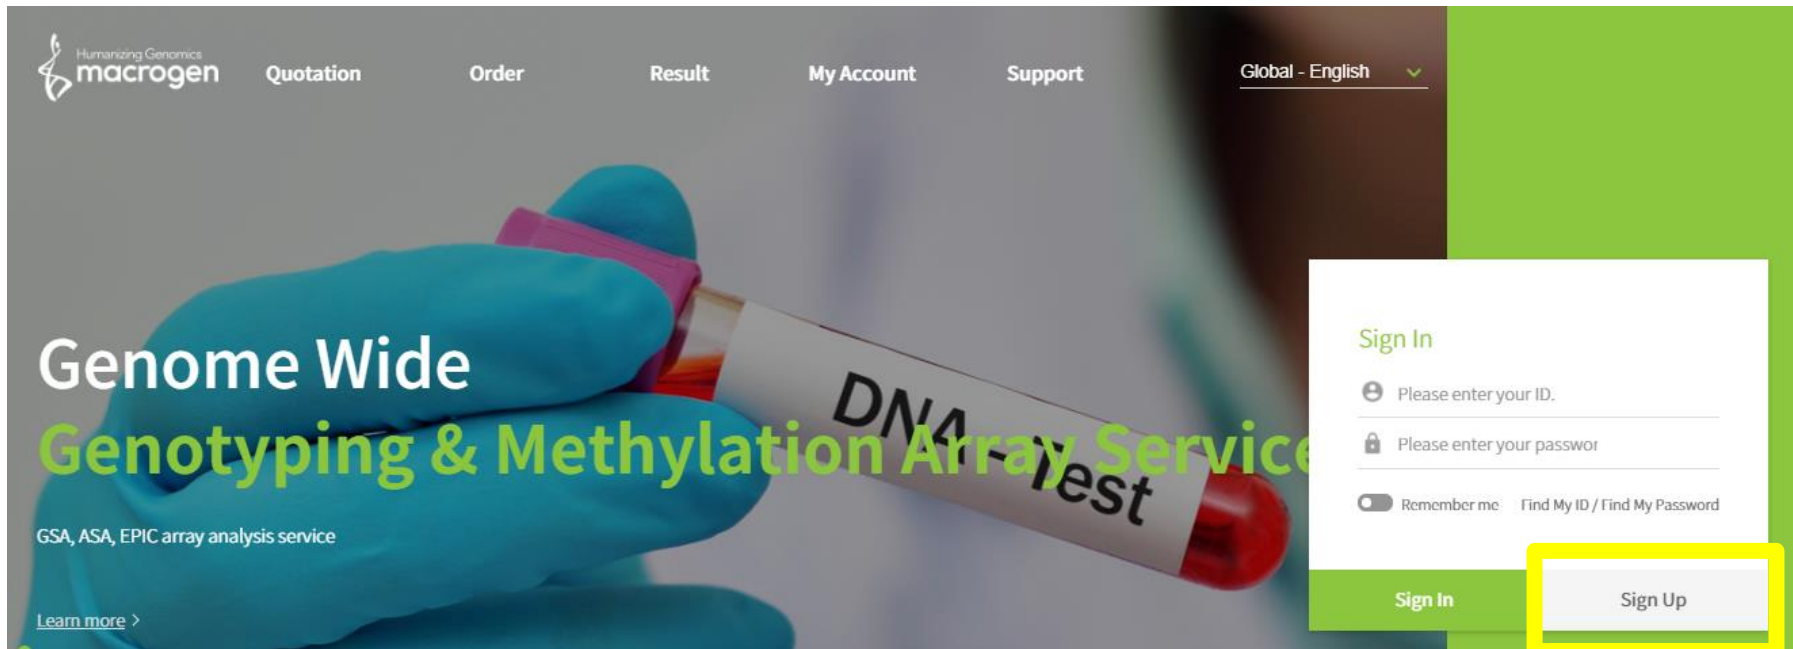 Humanizing Genomics
macrogen
Quotation
Order
Result
My Account
Support
Global - English
Genome Wide
Genotyping & Methylation Array Service
DNA-Test
GSA, ASA, EPIC array analysis service
Learn more >
Sign In
Please enter your ID.
Please enter your passwor
Remember me
Find My ID / Find My Password
Sign In
Sign Up